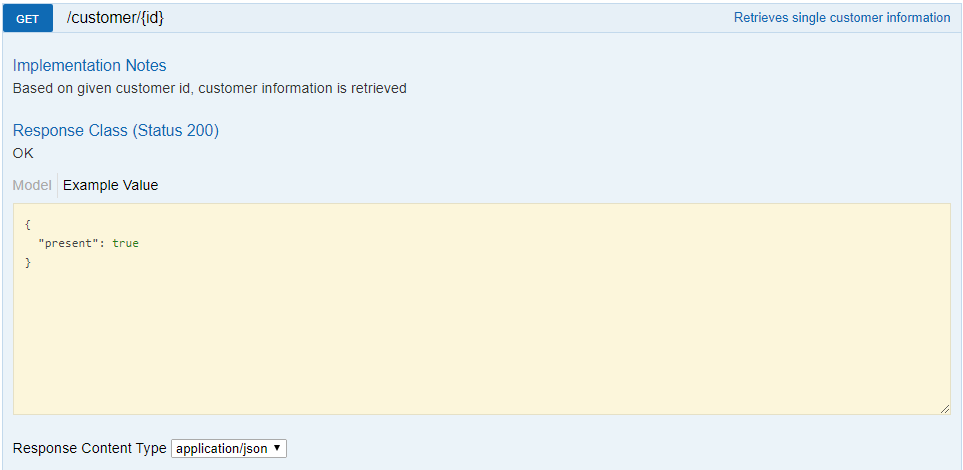 GET /customer/{id} Retrieves single customer information
Implementation Notes
Based on given customer id, customer information is retrieved
Response Class (Status 200)
OK
Model Example Value
{
  "present": true
}
Response Content Type application/json